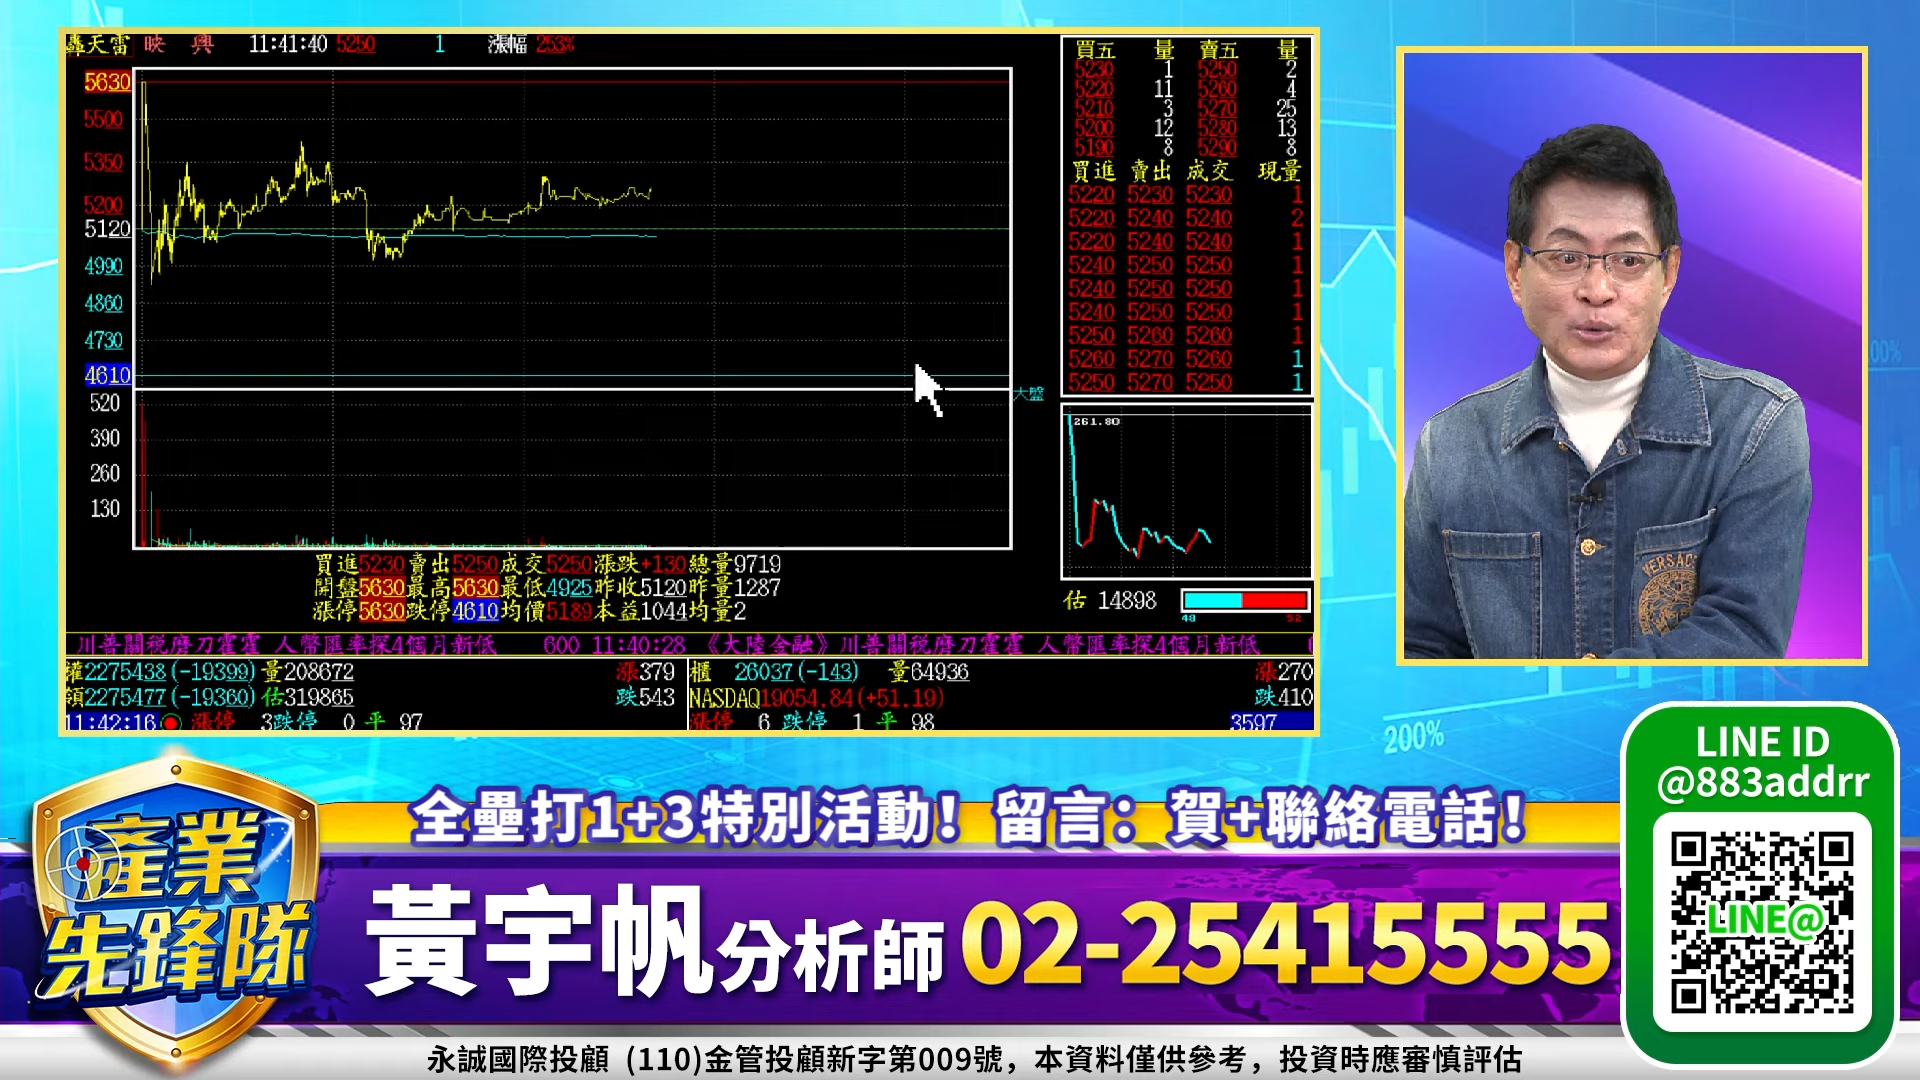 轟天雷 映 興 11:41:40 5250 1 漲幅 253%
5630
5500
5350
5200
5120
4990
4860
4730
4610
大盤
520
390
260
130
買五 量 賣五 量
5230 1 5250 2
5220 11 5260 4
5210 3 5270 25
5200 12 5280 13
5190 8 5290 8
買進 賣出 成交 現量
5220 5230 5230 1
5220 5240 5240 2
5220 5240 5240 1
5240 5250 5250 1
5240 5250 5250 1
5240 5250 5250 1
5250 5260 5260 1
5260 5270 5260 1
5250 5270 5250 1
261.80
估 14898
48 52
買進5230賣出5250成交5250漲跌+130總量9719
開盤5630最高5630最低4925昨收5120昨量1287
漲停5630跌停4610均價5189本益1044均量2
川普關稅磨刀霍霍 人幣匯率探4個月新低 600 11:40:28 《大陸金融》川普關稅磨刀霍霍 人幣匯率探4個月新低
權2275438(-19399)量208672 漲379 櫃 26037(-143) 量64936 漲270
領2275477(-19360)估319865 跌543 NASDAQ19054.84(+51.19) 跌410
11:42:16 漲停 3跌停 0 平 97 漲停 6 跌停 1 平 98 3597
VERSACE
200%
00%
LINE ID
@883addrr
LINE@
產業
先鋒隊
全壘打1+3特別活動！留言：賀+聯絡電話！
黃宇帆分析師 02-25415555
永誠國際投顧 (110)金管投顧新字第009號，本資料僅供參考，投資時應審慎評估